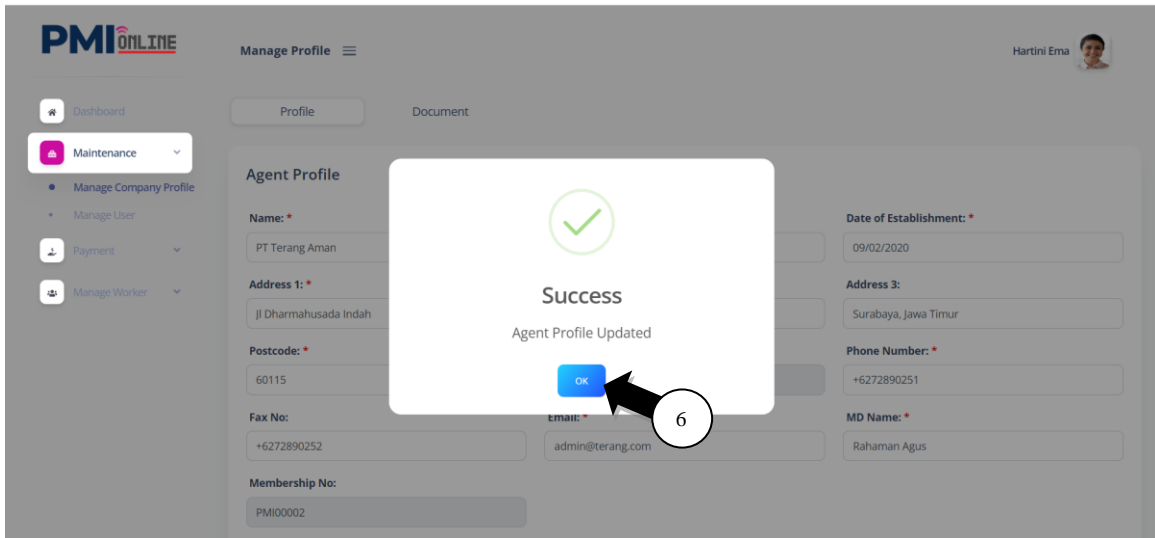 PMI ONLINE
Manage Profile
Hartini Ema
Dashboard
Maintenance
Manage Company Profile
Manage User
Payment
Manage Worker
Profile
Document
Agent Profile
Name: *
Date of Establishment: *
PT Terang Aman
09/02/2020
Address 1: *
Address 3:
Jl Dharmahusada Indah
Surabaya, Jawa Timur
Postcode: *
Phone Number: *
60115
+6272890251
Fax No:
Email: *
MD Name: *
+6272890252
admin@terang.com
Rahaman Agus
Membership No:
PMI00002
Success
Agent Profile Updated
OK
6